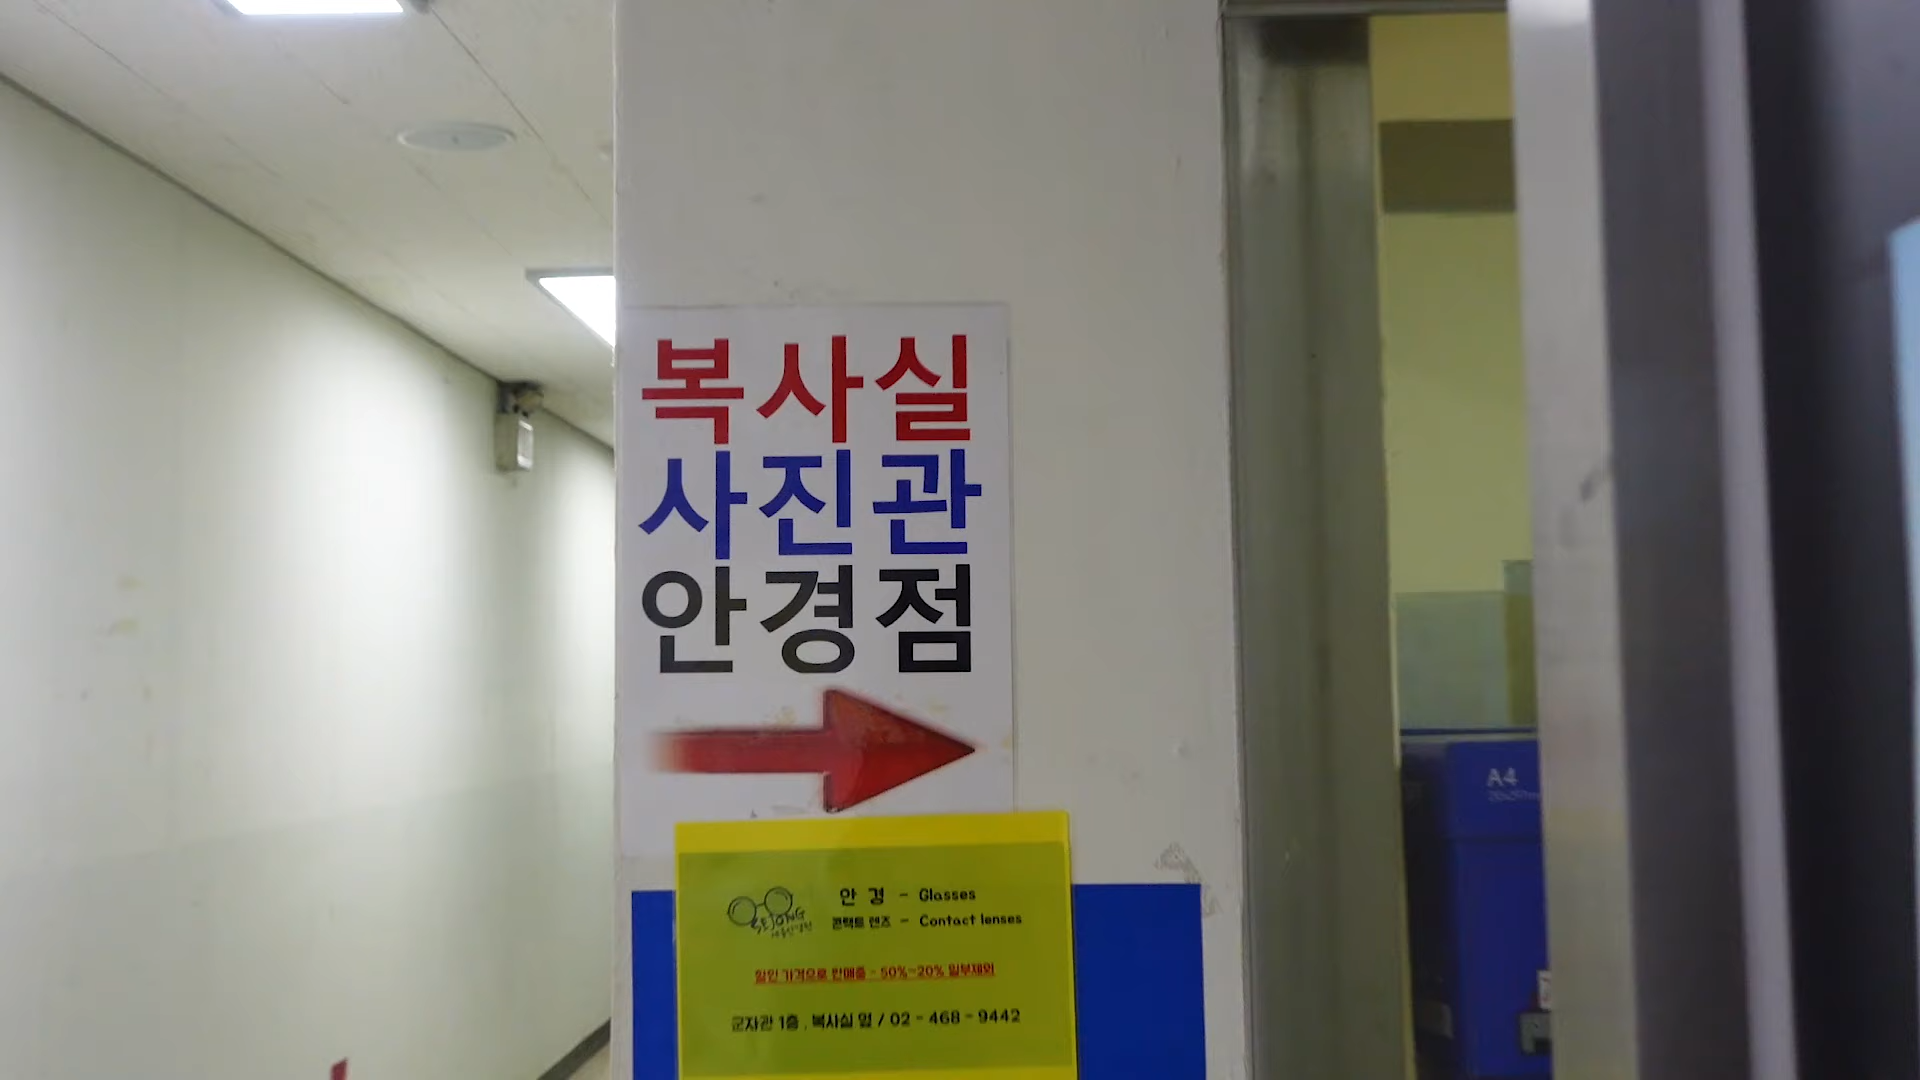 복사실
사진관
안경점
안경 - Glasses
콘택트 렌즈 - Contact lenses
SEJONG
할인 가격으로 판매중 - 50%~20% 일부제외
군자관 1층 . 복사실 옆 / 02 - 468 - 9442
A4